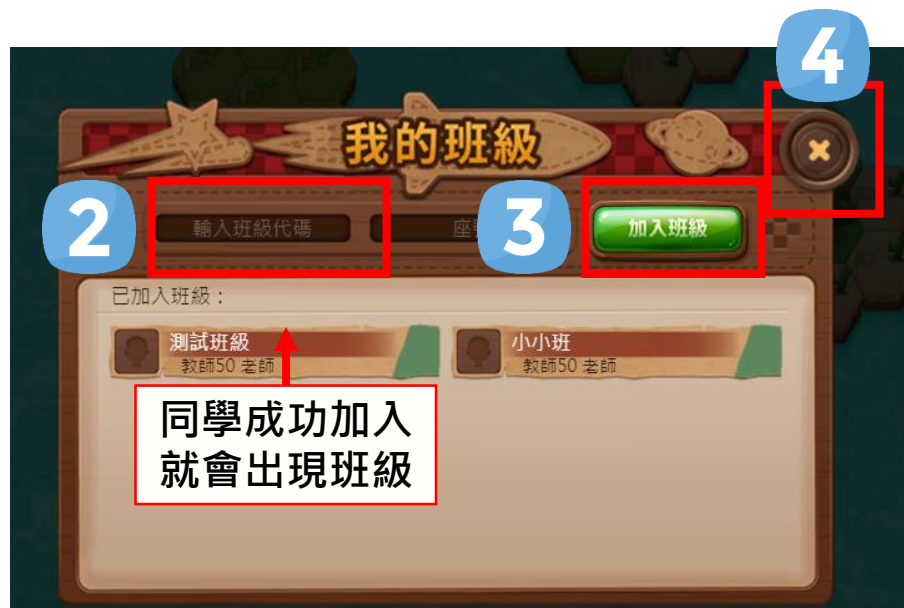 4
我的班級
2
輸入班級代碼
座
3
加入班級
已加入班級：
測試班級
教師50 老師
小小班
教師50 老師
同學成功加入
就會出現班級